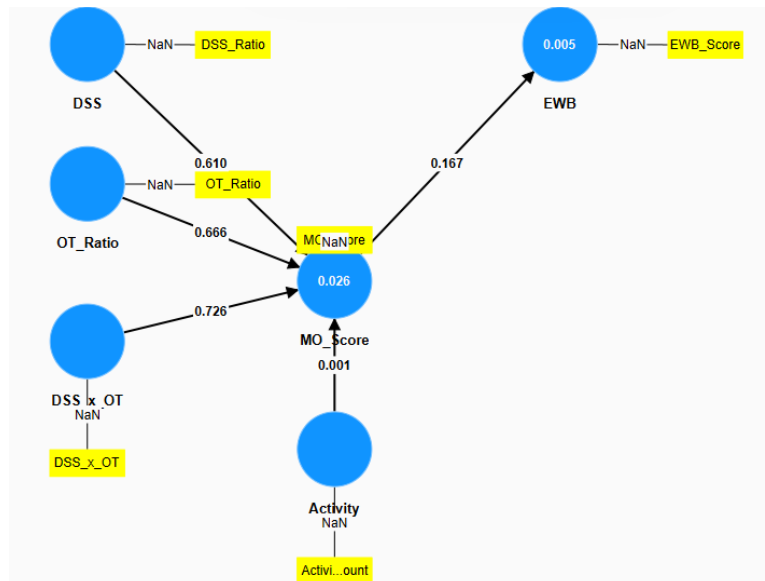 NaN
DSS_Ratio
DSS
0.005
NaN
EWB_Score
EWB
0.610
0.167
NaN
OT_Ratio
OT_Ratio
0.666
NaN
0.026
0.726
MO_Score
0.001
DSS_x_OT
NaN
DSS_x_OT
Activity
NaN
Activi...ount